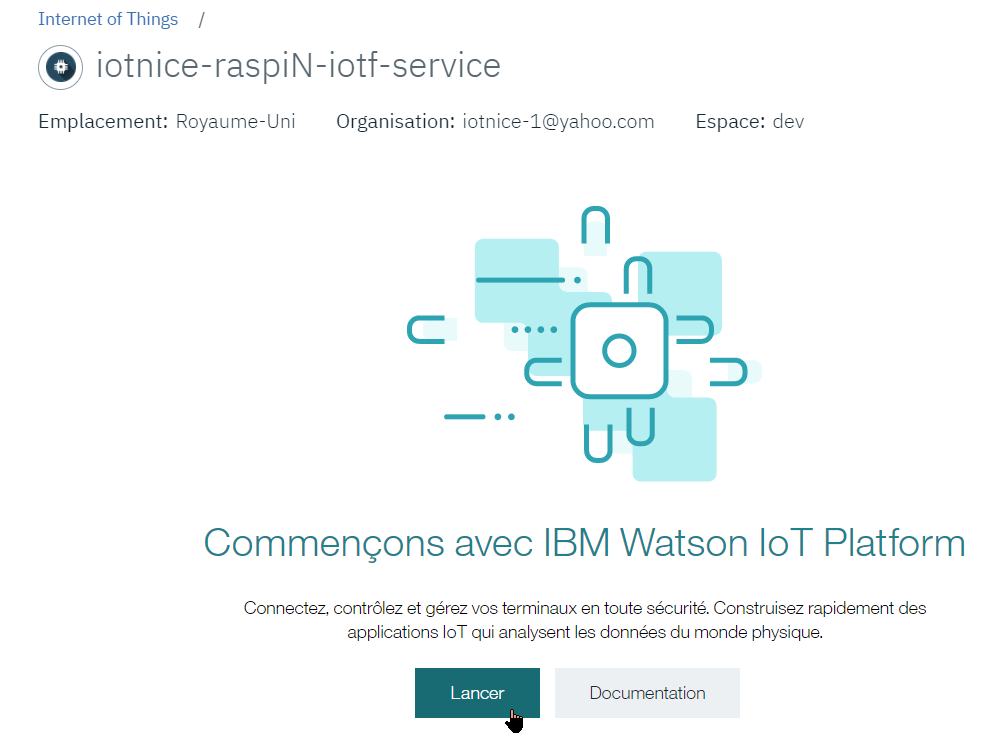 Internet of Things /
iotnice-raspiN-iotf-service
Emplacement: Royaume-Uni Organisation: iotnice-1@yahoo.com Espace: dev
Commençons avec IBM Watson IoT Platform
Connectez, contrôlez et gérez vos terminaux en toute sécurité. Construisez rapidement des
applications IoT qui analysent les données du monde physique.
Lancer Documentation